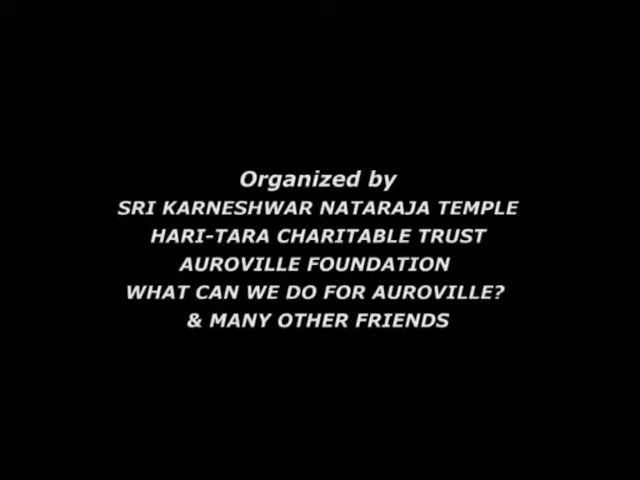 Organized by
SRI KARNESHWAR NATARAJA TEMPLE
HARI-TARA CHARITABLE TRUST
AUROVILLE FOUNDATION
WHAT CAN WE DO FOR AUROVILLE?
& MANY OTHER FRIENDS